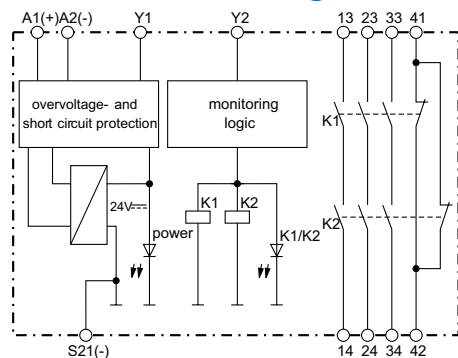 A1(+) A2(-) Y1 Y2 13 23 33 41
overvoltage- and
short circuit protection
monitoring
logic
K1
24V
K1 K2
K2
power
K1/K2
S21(-)
14 24 34 42